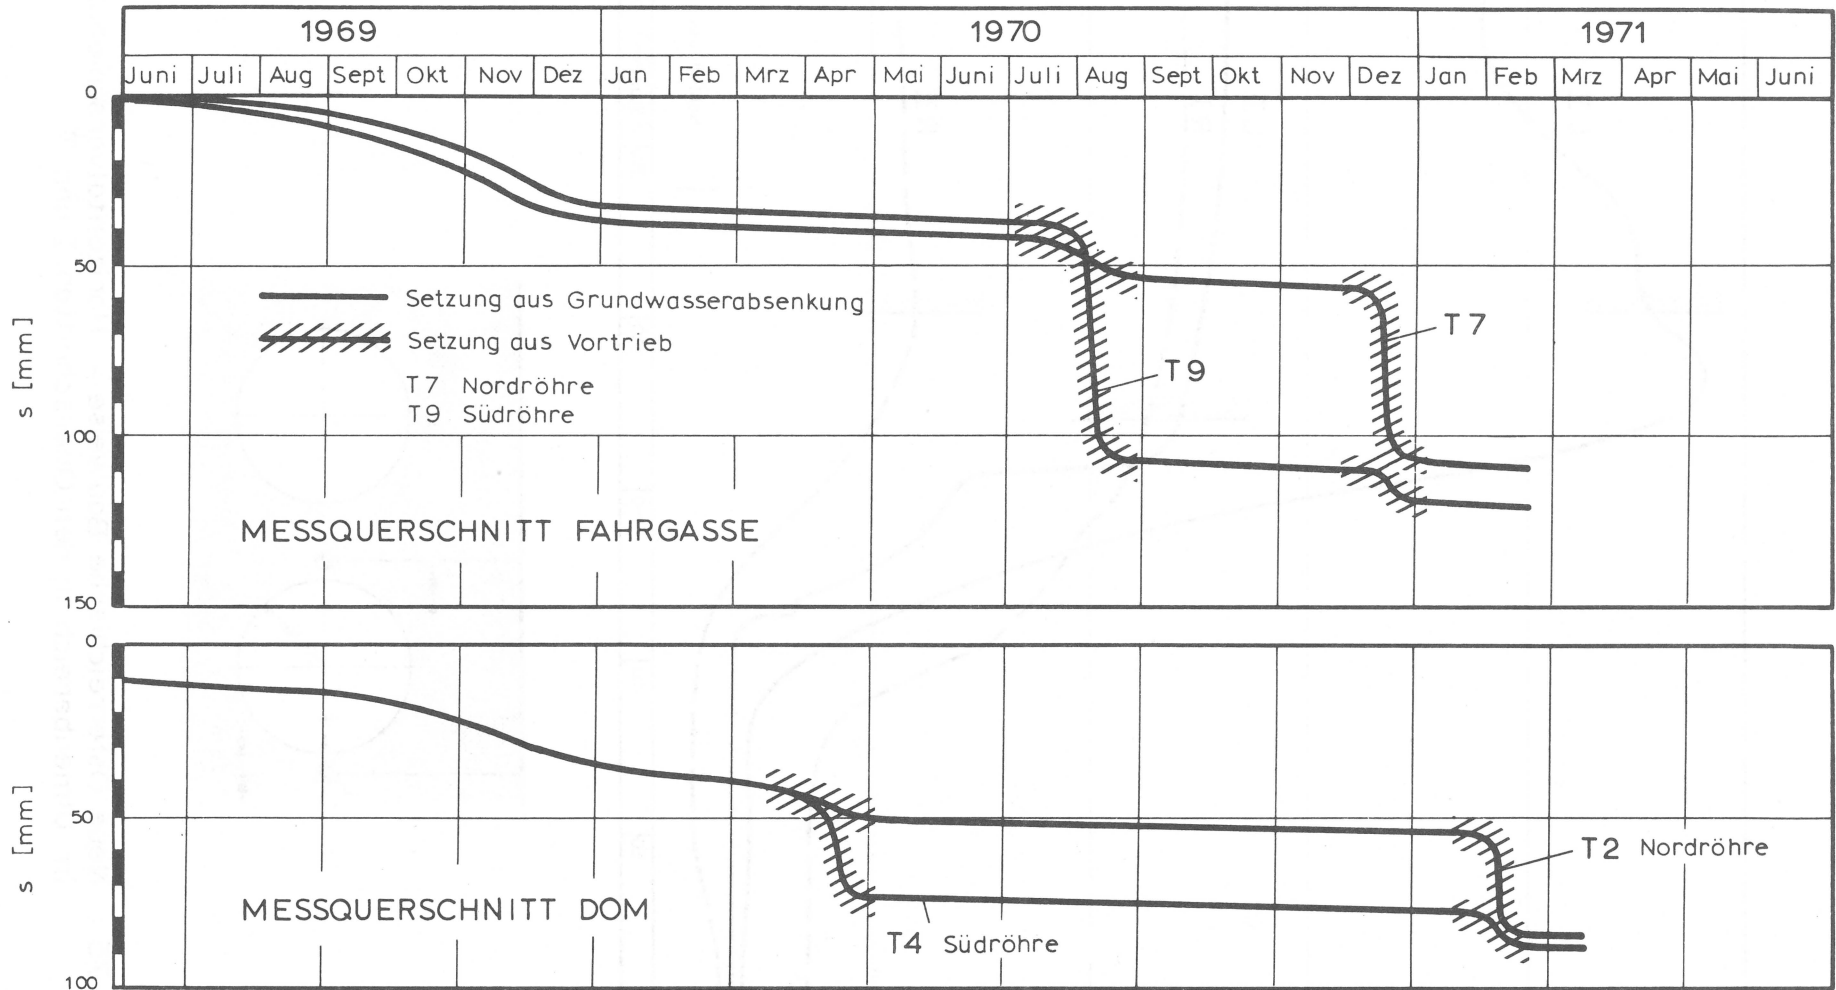 1969 1970 1971
Juni Juli Aug Sept Okt Nov Dez Jan Feb Mrz Apr Mai Juni Juli Aug Sept Okt Nov Dez Jan Feb Mrz Apr Mai Juni
0
50
Setzung aus Grundwasserabsenkung
Setzung aus Vortrieb
T7 Nordröhre
T9 Südröhre
T7
T9
s [mm]
100
MESSQUERSCHNITT FAHRGASSE
150
0
50
s [mm]
T2 Nordröhre
MESSQUERSCHNITT DOM
T4 Südröhre
100